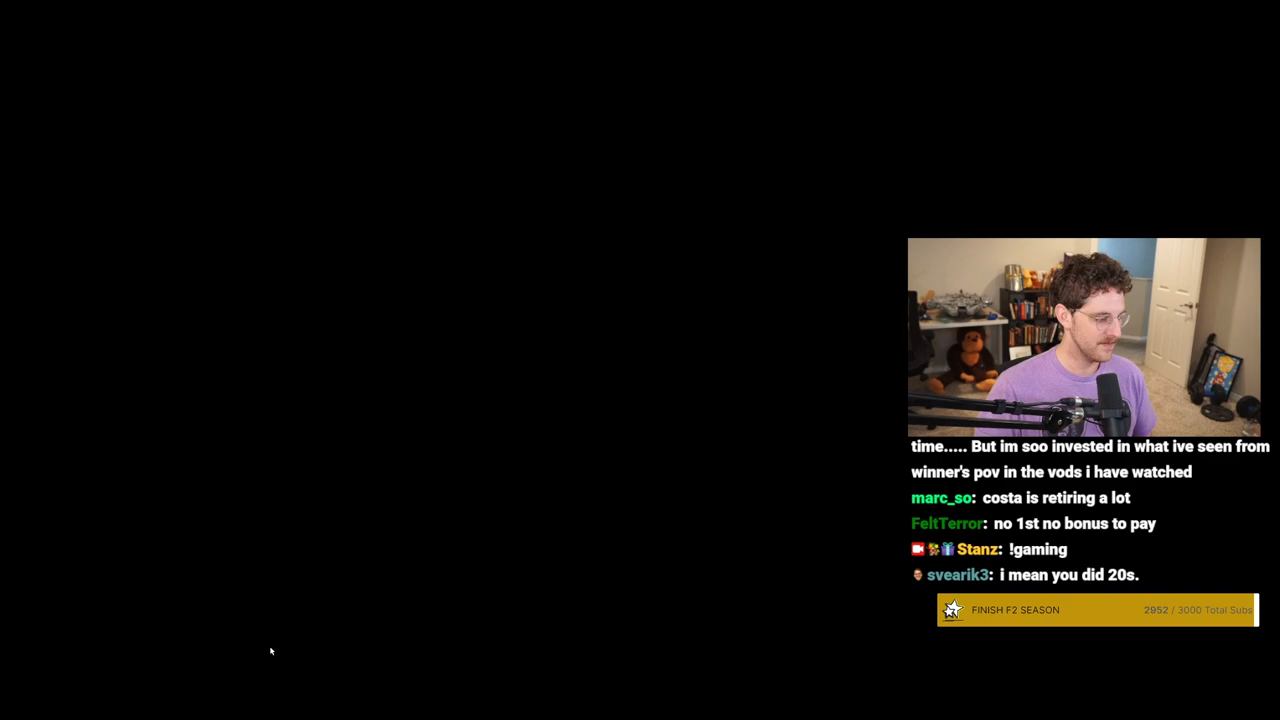 time..... But im soo invested in what ive seen from
winner's pov in the vods i have watched
marc_so: costa is retiring a lot
FeltTerror: no 1st no bonus to pay
Stanz: !gaming
svearik3: i mean you did 20s.
FINISH F2 SEASON 2952 / 3000 Total Subs